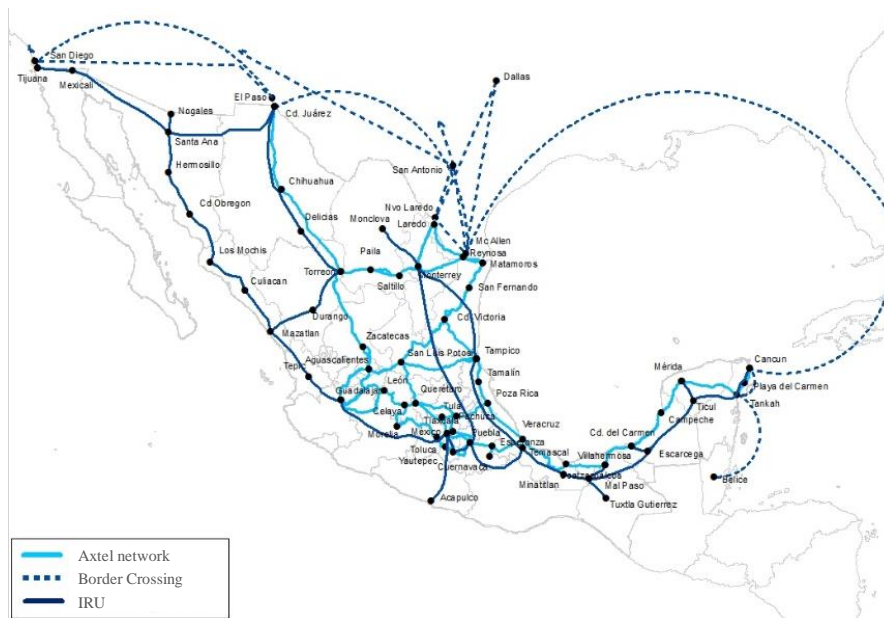 San Diego
Tijuana
Mexicali
Dallas
El Paso
Nogales
Cd. Juárez
Santa Ana
San Antonio
Hermosillo
Chihuahua
Cd Obregon
Nvo Laredo
Monclova
Laredo
Delicias
Mc Allen
Los Mochis
Paila
Reynosa
Torreon
Monterrey
Matamoros
Culiacan
Saltillo
San Fernando
Durango
Cd. Victoria
Mazatlan
Zacatecas
San Luis Potosi
Tampico
Cancun
Aguascalientes
Mérida
Tepic
Tamalín
Playa del Carmen
León
Guadalajara
Querétaro
Poza Rica
Tankah
Tula
Ticul
Celaya
Pachuca
Campeche
Tlaxcala
Veracruz
Morelia
México
Puebla
Esperanza
Cd. del Carmen
Toluca
Temascal
Escarcega
Yautepec
Villahermosa
Cuernavaca
Belice
Minatitlan
Mal Paso
Acapulco
Tuxtla Gutierrez
Axtel network
Border Crossing
IRU